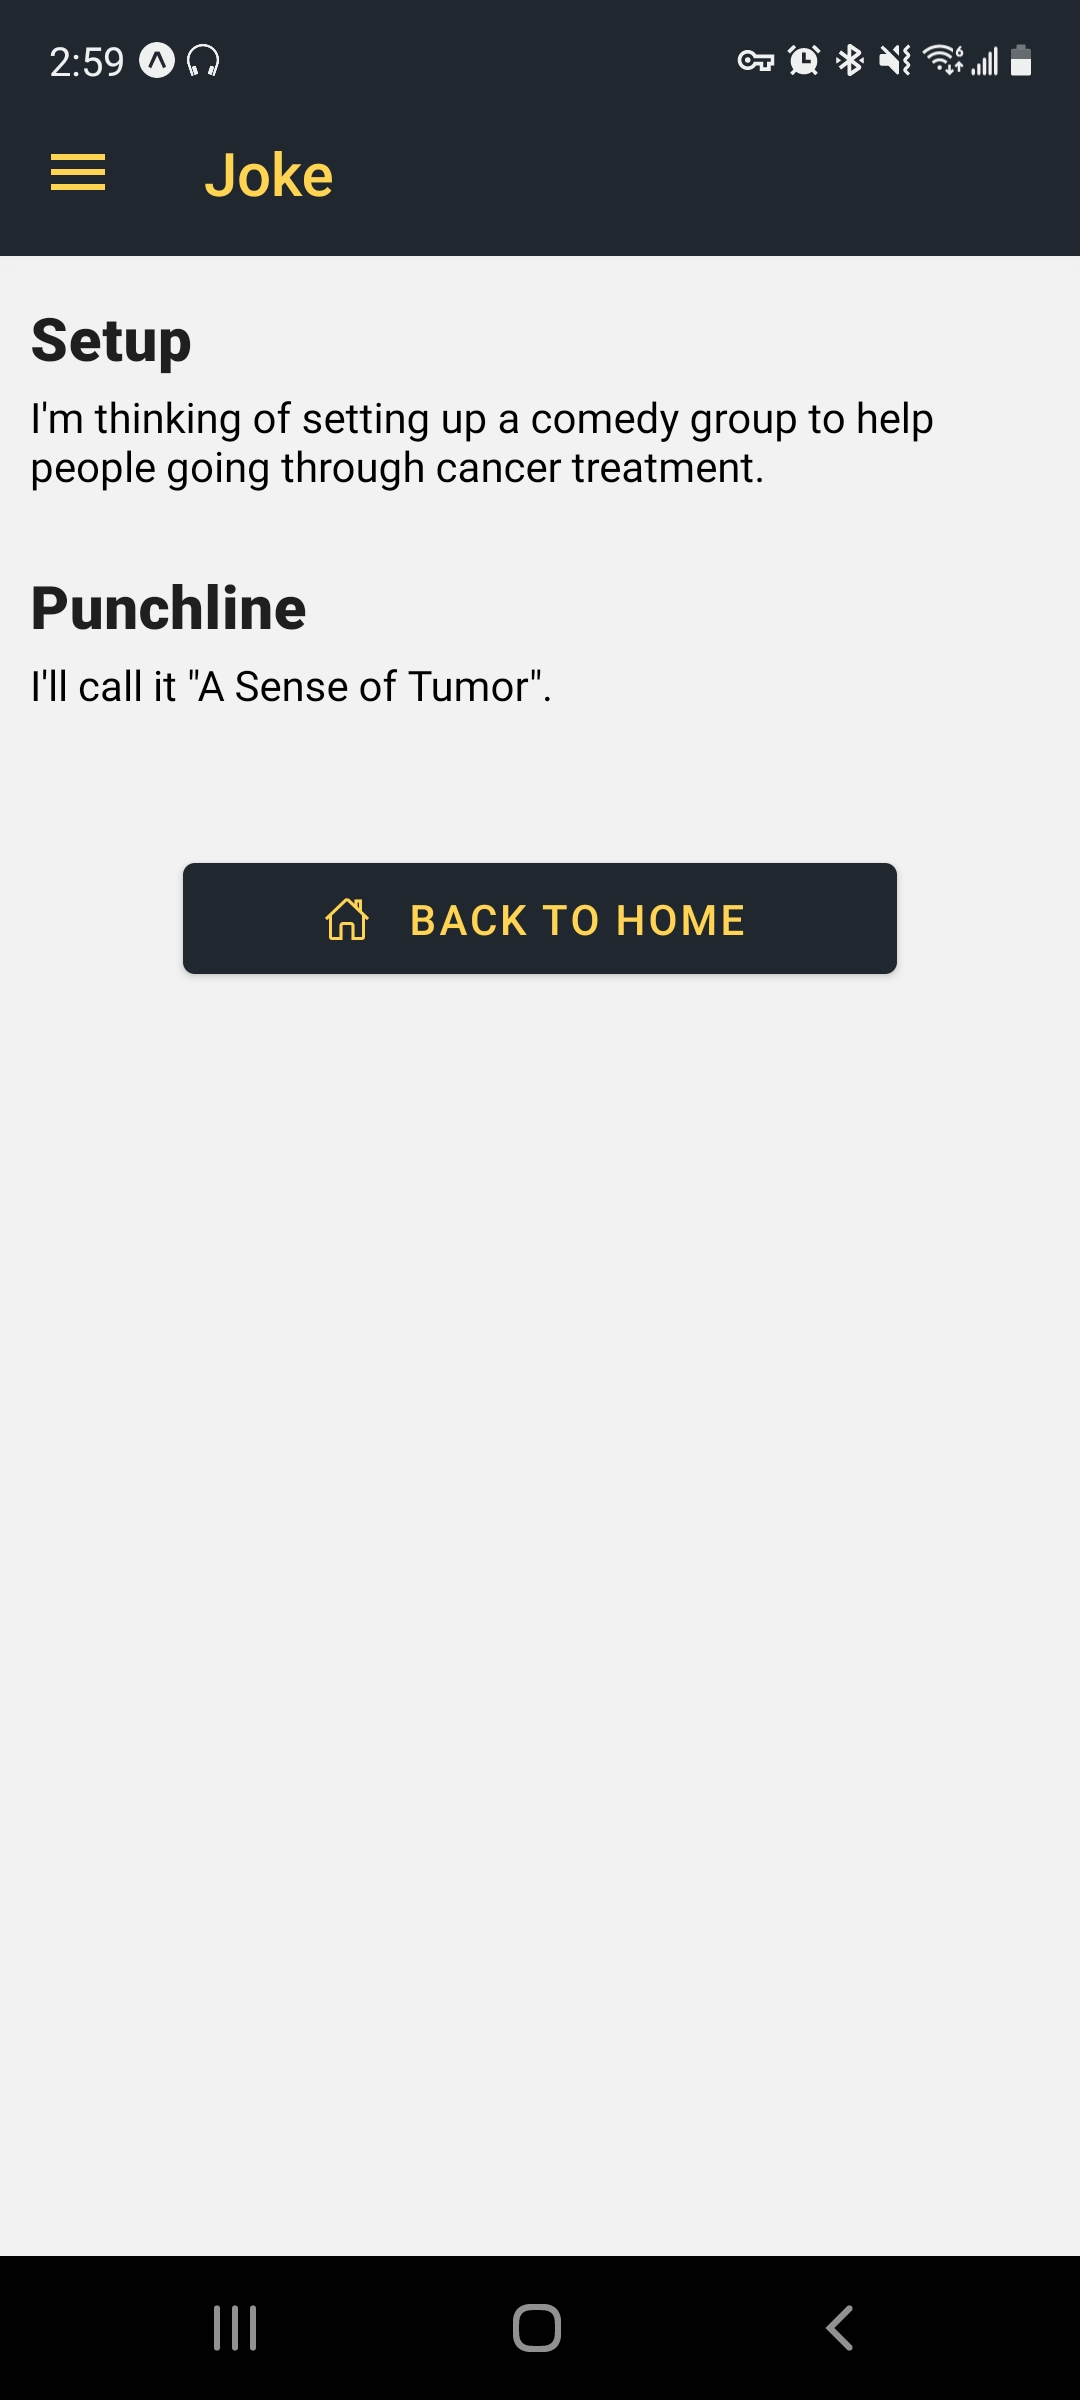 2:59
6
Joke
Setup
I'm thinking of setting up a comedy group to help
people going through cancer treatment.
Punchline
I'll call it "A Sense of Tumor".
BACK TO HOME